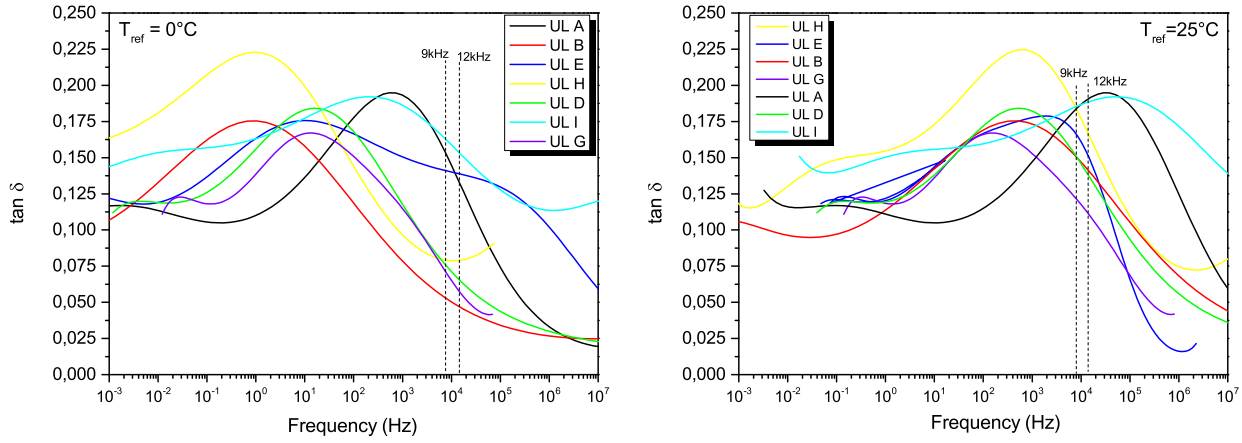 0,250
0,225
0,200
0,175
0,150
0,125
0,100
0,075
0,050
0,025
0,000
tan δ
T_ref = 0°C
9kHz
12kHz
UL A
UL B
UL E
UL H
UL D
UL I
UL G
10^-3 10^-2 10^-1 10^0 10^1 10^2 10^3 10^4 10^5 10^6 10^7
Frequency (Hz)
0,250
0,225
0,200
0,175
0,150
0,125
0,100
0,075
0,050
0,025
0,000
tan δ
UL H
UL E
UL B
UL G
UL A
UL D
UL I
T_ref=25°C
9kHz
12kHz
10^-3 10^-2 10^-1 10^0 10^1 10^2 10^3 10^4 10^5 10^6 10^7
Frequency (Hz)